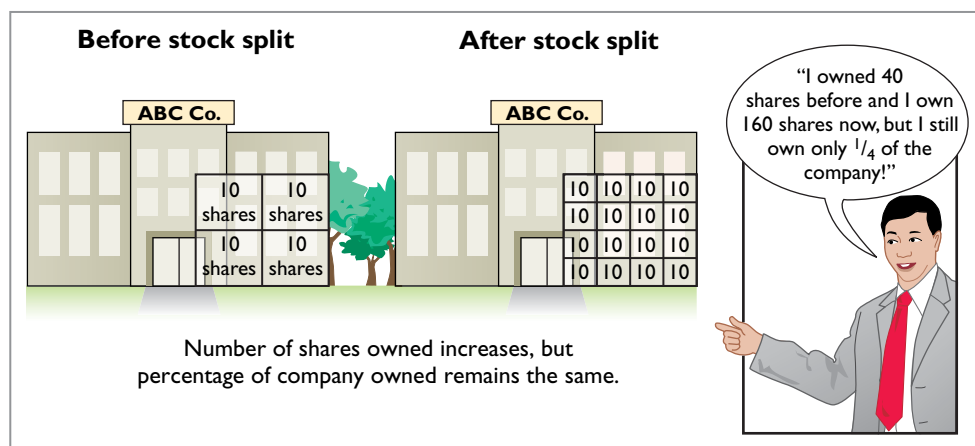 Before stock split
After stock split
ABC Co.
ABC Co.
10
shares
10
shares
10
shares
10
shares
10 10 10 10
10 10 10 10
10 10 10 10
10 10 10 10
“I owned 40
shares before and I own
160 shares now, but I still
own only 1/4 of the
company!”
Number of shares owned increases, but
percentage of company owned remains the same.